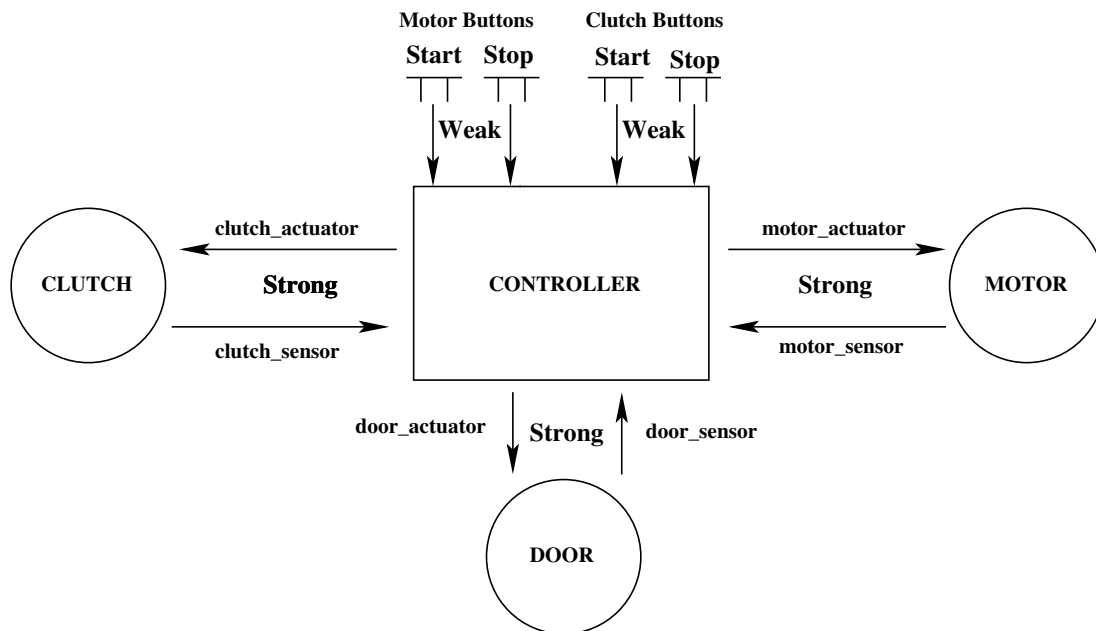 Motor Buttons
Clutch Buttons
Start
Stop
Start
Stop
Weak
Weak
clutch_actuator
motor_actuator
CLUTCH
Strong
CONTROLLER
Strong
MOTOR
clutch_sensor
motor_sensor
door_actuator
Strong
door_sensor
DOOR